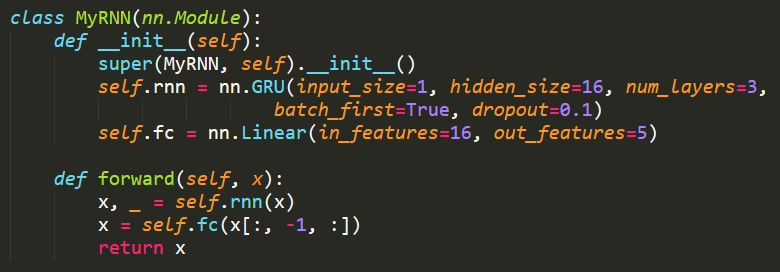 class MyRNN(nn.Module):
    def __init__(self):
        super(MyRNN, self).__init__()
        self.rnn = nn.GRU(input_size=1, hidden_size=16, num_layers=3,
                        batch_first=True, dropout=0.1)
        self.fc = nn.Linear(in_features=16, out_features=5)

    def forward(self, x):
        x, _ = self.rnn(x)
        x = self.fc(x[:, -1, :])
        return x